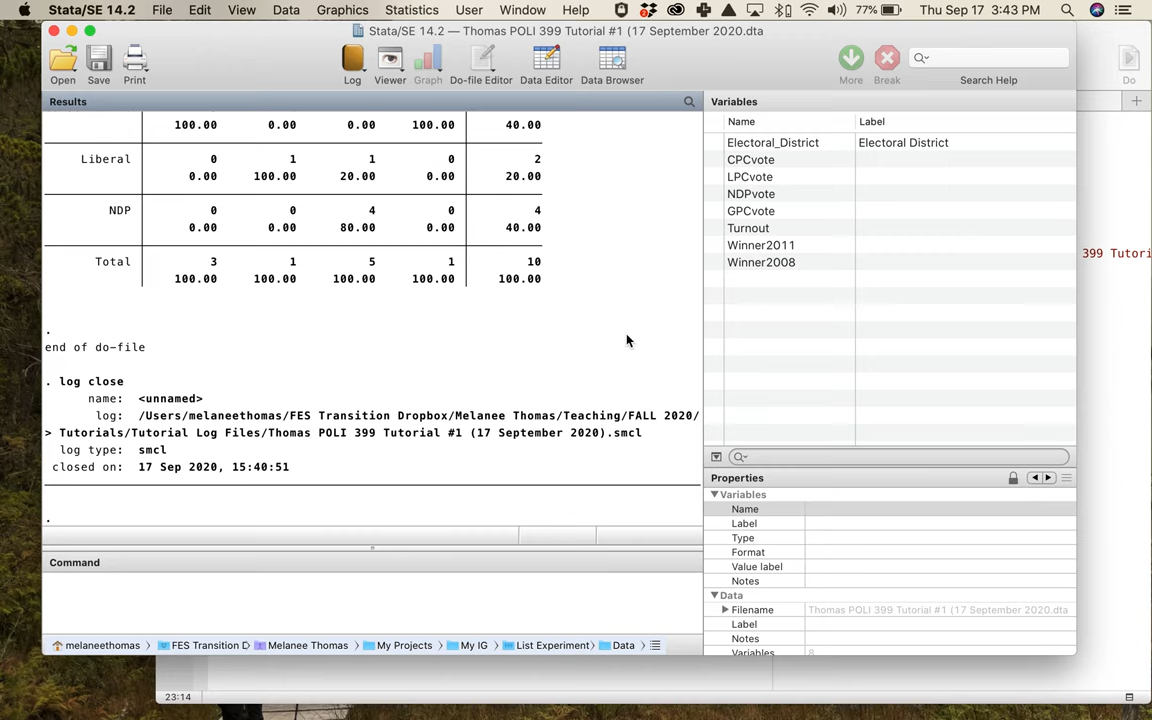 Stata/SE 14.2 File Edit View Data Graphics Statistics User Window Help 77% Thu Sep 17 3:43 PM
Stata/SE 14.2 — Thomas POLI 399 Tutorial #1 (17 September 2020).dta
Open Save Print Log Viewer Graph Do-file Editor Data Editor Data Browser More Break Search Help Do
Results
100.00 0.00 0.00 100.00 40.00
Liberal 0 1 1 0 2
0.00 100.00 20.00 0.00 20.00
NDP 0 0 4 0 4
0.00 0.00 80.00 0.00 40.00
Total 3 1 5 1 10
100.00 100.00 100.00 100.00 100.00
.
end of do-file
. log close
name: <unnamed>
log: /Users/melaneethomas/FES Transition Dropbox/Melanee Thomas/Teaching/FALL 2020/
> Tutorials/Tutorial Log Files/Thomas POLI 399 Tutorial #1 (17 September 2020).smcl
log type: smcl
closed on: 17 Sep 2020, 15:40:51
.
Command
melaneethomas FES Transition D Melanee Thomas My Projects My IG List Experiment Data
Variables
Name Label
Electoral_District Electoral District
CPCvote
LPCvote
NDPvote
GPCvote
Turnout
Winner2011
Winner2008
Properties
Variables
Name
Label
Type
Format
Value label
Notes
Data
Filename Thomas POLI 399 Tutorial #1 (17 September 2020.dta
Label
Notes
Variables 8
399 Tutori
23:14